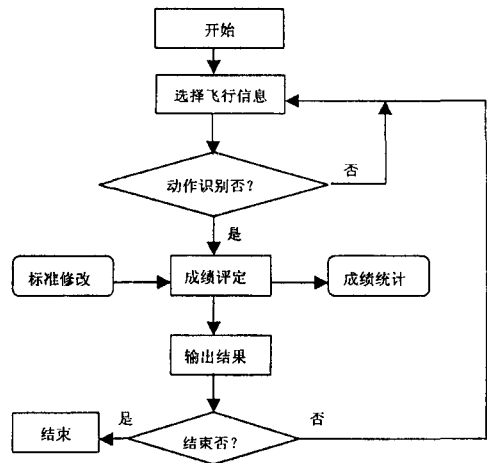 开始
选择飞行信息
动作识别否？
否
是
标准修改
成绩评定
成绩统计
输出结果
是
否
结束
结束否？